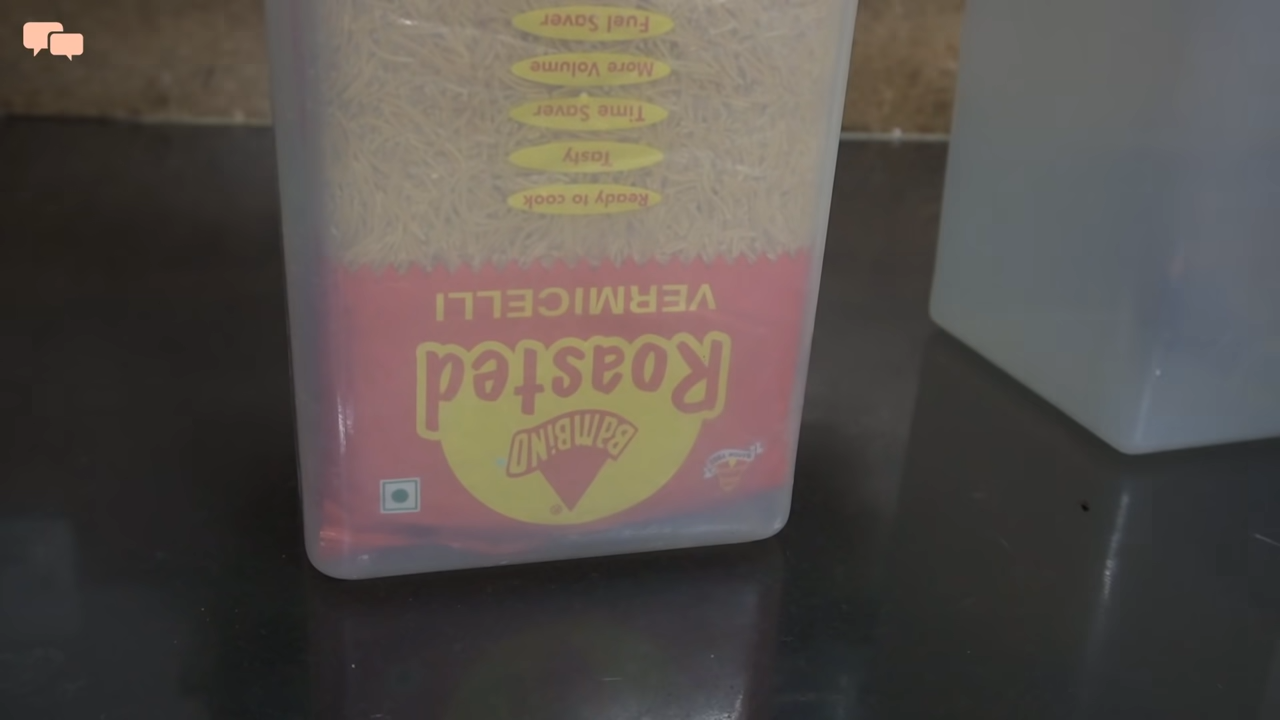 BAMBINO
®
Roasted
VERMICELLI
Ready to cook
Tasty
Time Saver
More Volume
Fuel Saver